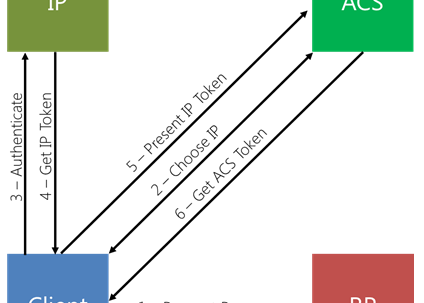 IP
ACS
3 – Authenticate
4 – Get IP Token
5 – Present IP Token
2 – Choose IP
6 – Get ACS Token
Client
RP